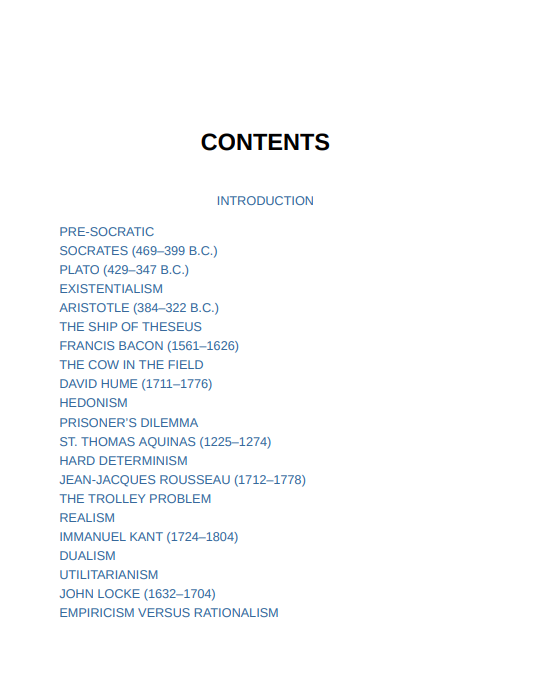 CONTENTS
INTRODUCTION
PRE-SOCRATIC
SOCRATES (469–399 B.C.)
PLATO (429–347 B.C.)
EXISTENTIALISM
ARISTOTLE (384–322 B.C.)
THE SHIP OF THESEUS
FRANCIS BACON (1561–1626)
THE COW IN THE FIELD
DAVID HUME (1711–1776)
HEDONISM
PRISONER’S DILEMMA
ST. THOMAS AQUINAS (1225–1274)
HARD DETERMINISM
JEAN-JACQUES ROUSSEAU (1712–1778)
THE TROLLEY PROBLEM
REALISM
IMMANUEL KANT (1724–1804)
DUALISM
UTILITARIANISM
JOHN LOCKE (1632–1704)
EMPIRICISM VERSUS RATIONALISM